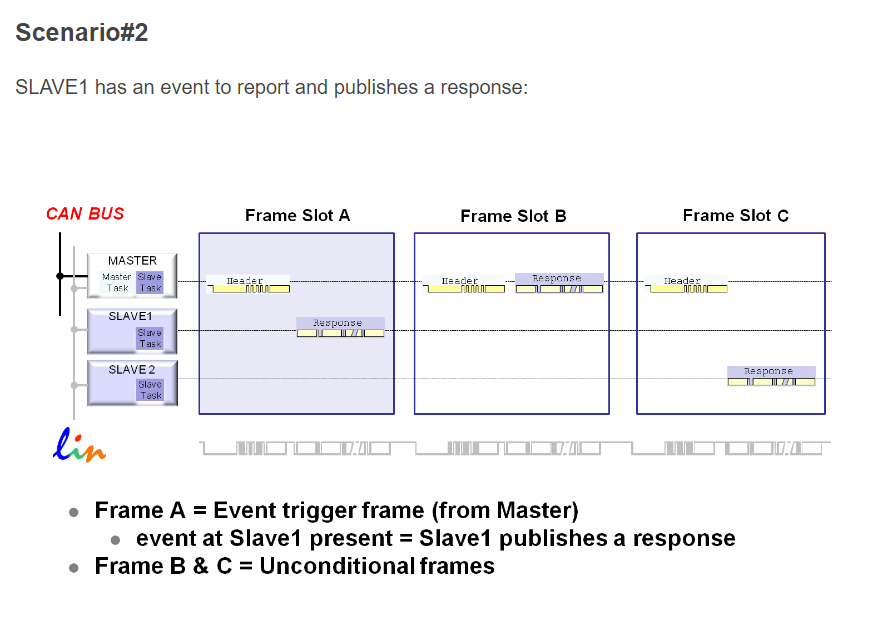 Scenario#2
SLAVE1 has an event to report and publishes a response:
CAN BUS
Frame Slot A
Frame Slot B
Frame Slot C
MASTER
Master Task
Slave Task
Header
Header
Response
Header
SLAVE1
Slave Task
Response
SLAVE 2
Slave Task
Response
lin
Frame A = Event trigger frame (from Master)
event at Slave1 present = Slave1 publishes a response
Frame B & C = Unconditional frames